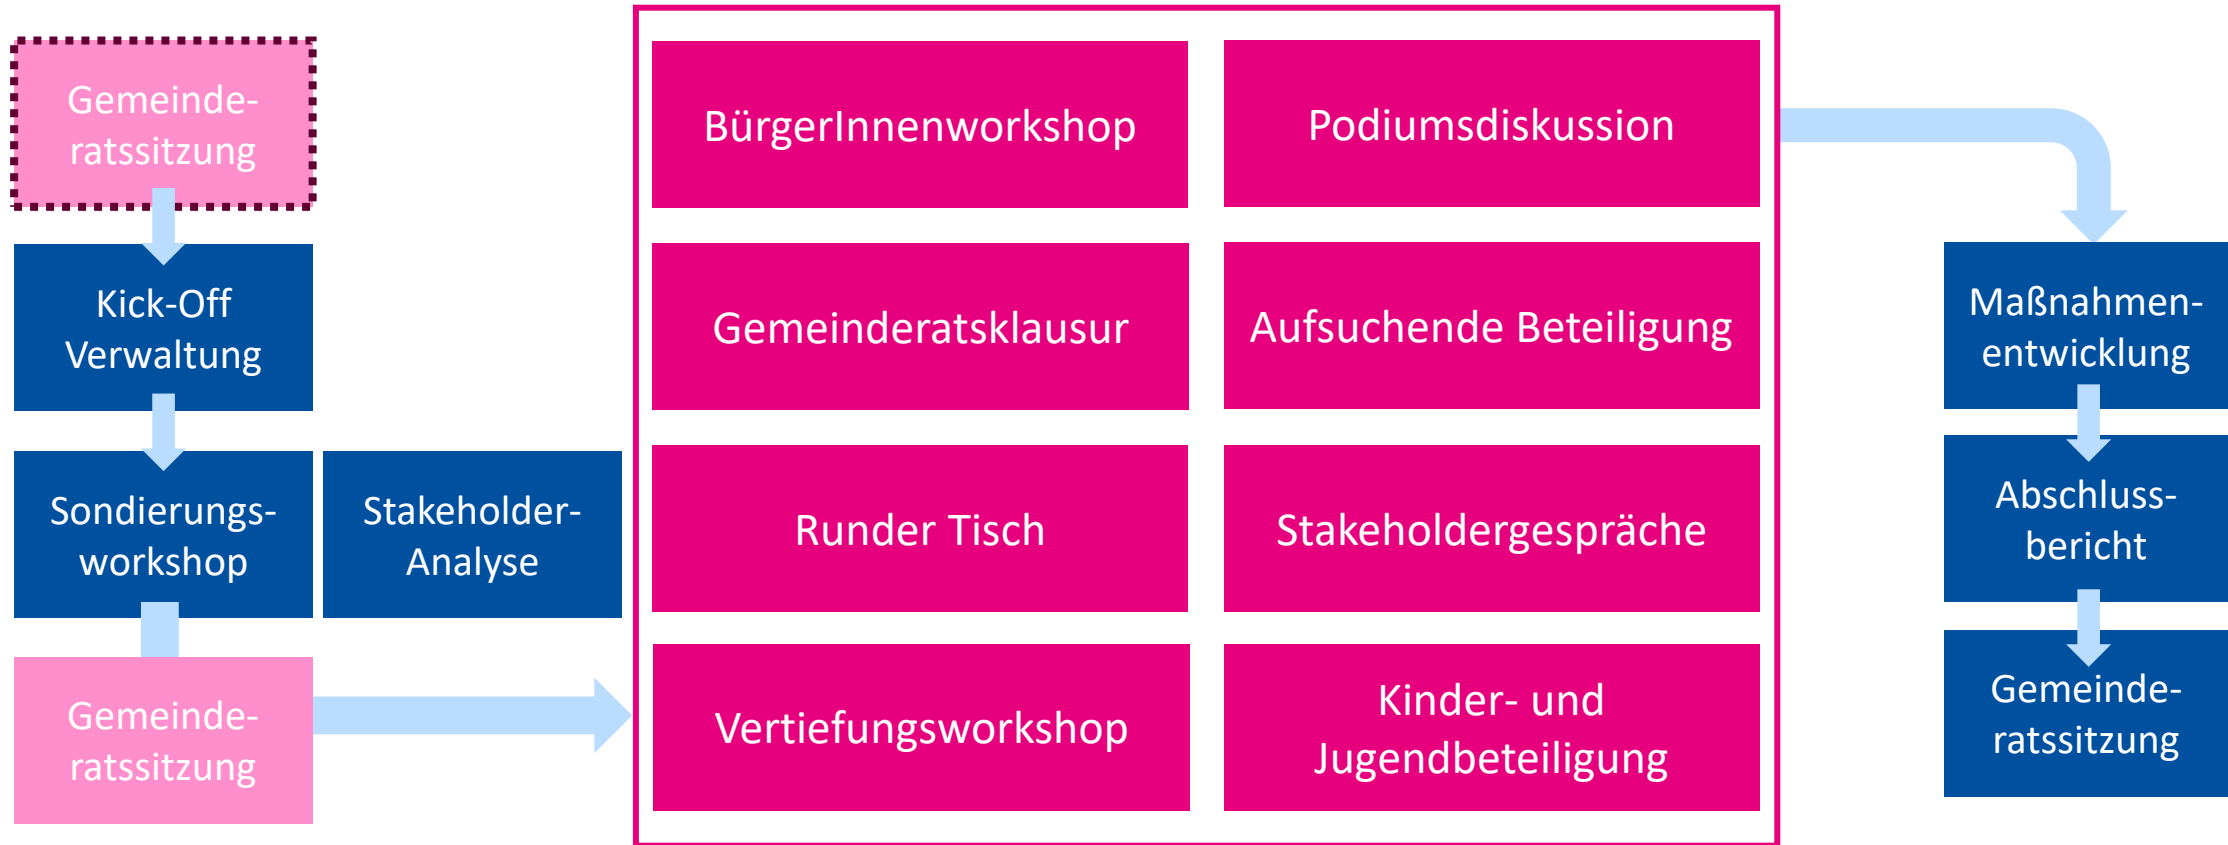 Gemeinde-
ratssitzung
Kick-Off
Verwaltung
Sondierungs-
workshop
Stakeholder-
Analyse
Gemeinde-
ratssitzung
BürgerInnenworkshop
Podiumsdiskussion
Gemeinderatsklausur
Aufsuchende Beteiligung
Runder Tisch
Stakeholdergespräche
Vertiefungsworkshop
Kinder- und
Jugendbeteiligung
Maßnahmen-
entwicklung
Abschluss-
bericht
Gemeinde-
ratssitzung